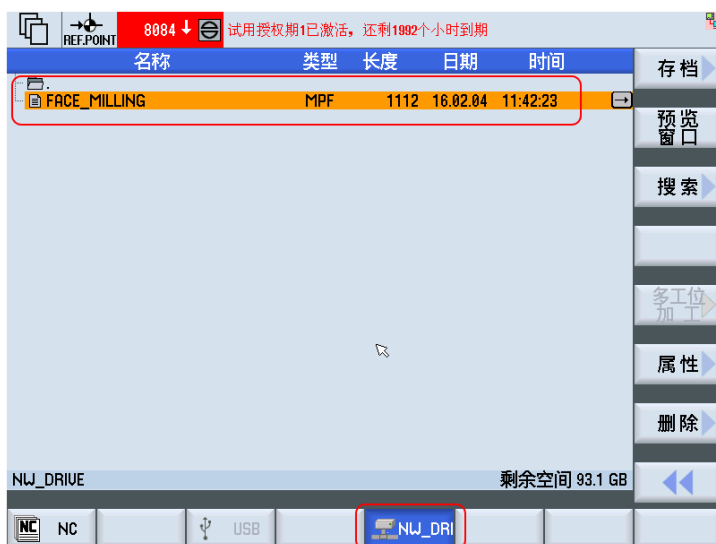 REF.POINT
8084 ↓ 试用授权期1已激活，还剩1992个小时到期
名称 类型 长度 日期 时间
.
FACE_MILLING MPF 1112 16.02.04 11:42:23
NW_DRIVE 剩余空间 93.1 GB
存档
预览
窗口
搜索
多工位
加 工
属性
删除
NC NC
USB
NW_DRI